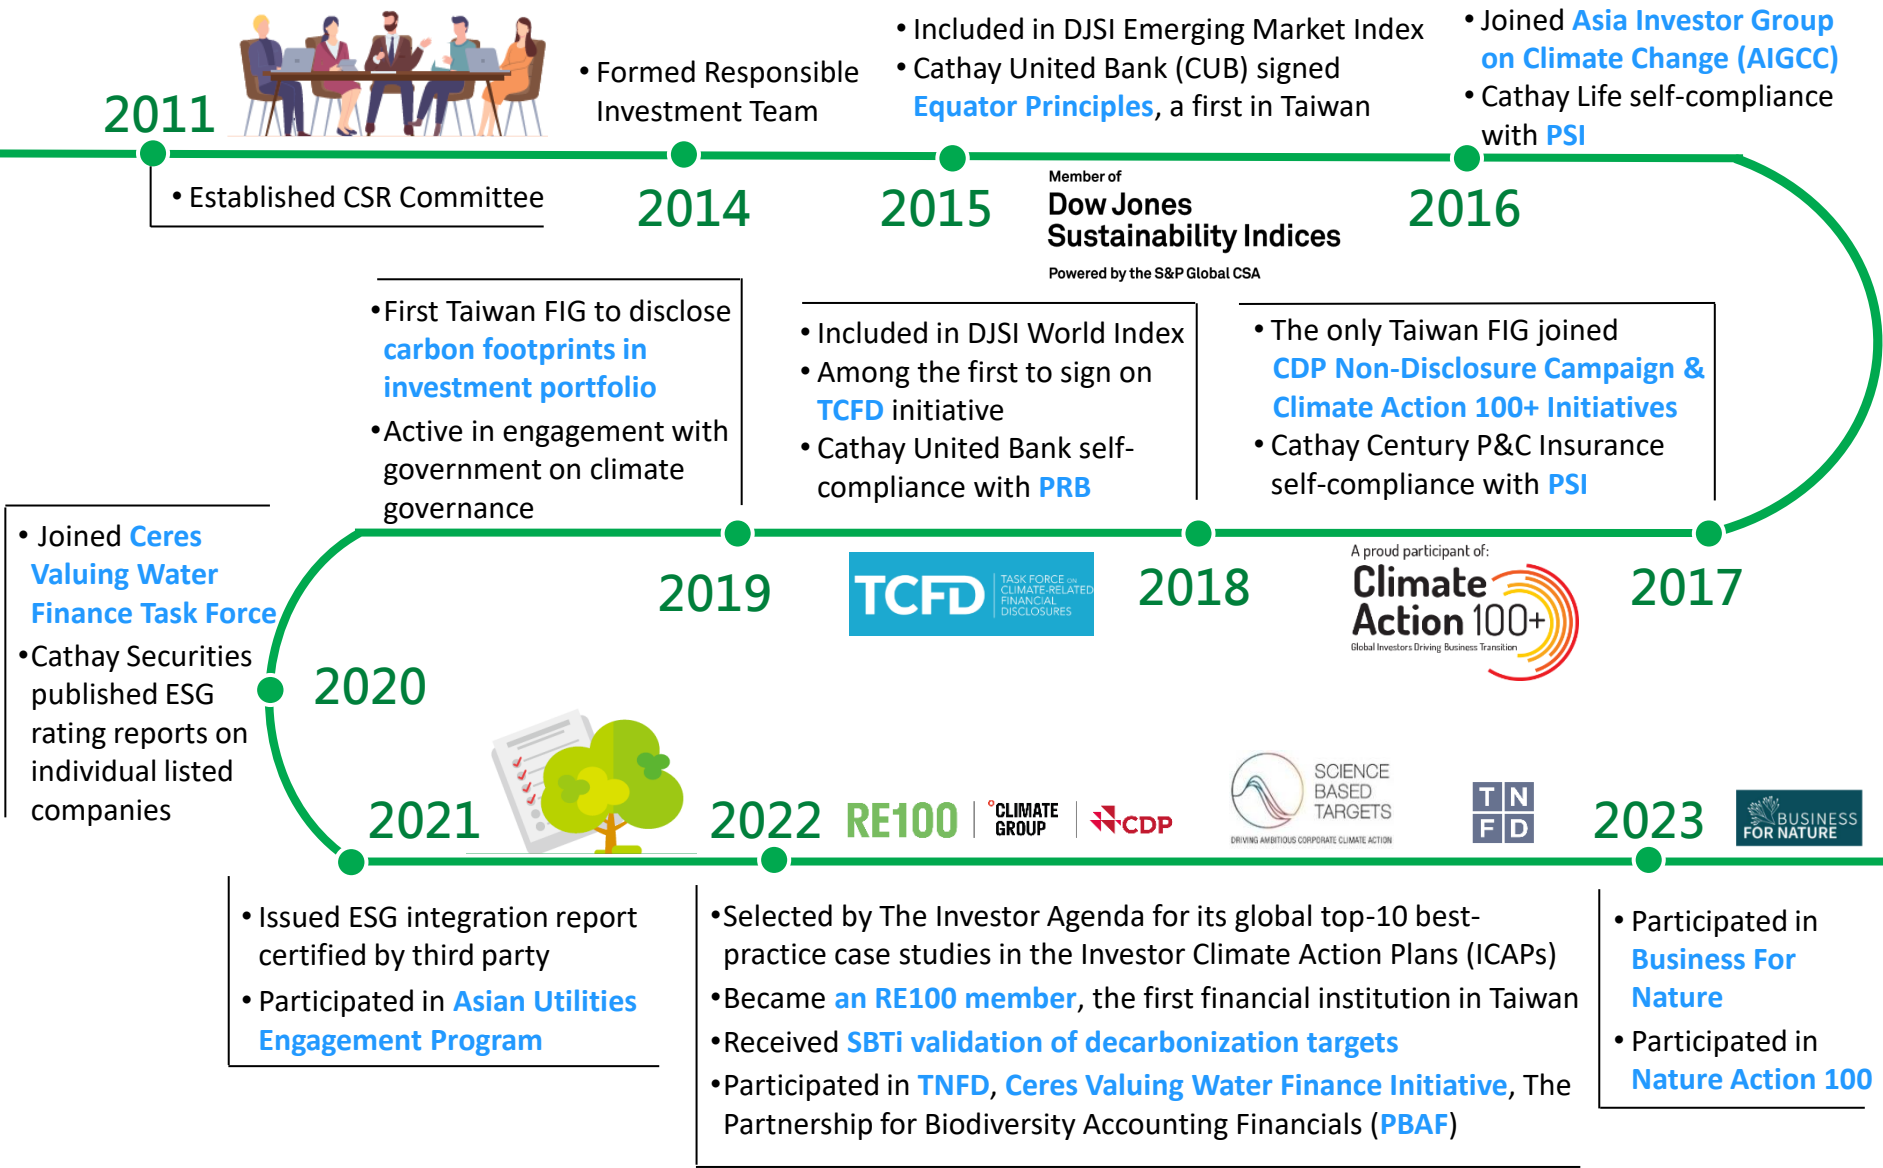 2011
• Established CSR Committee
• Formed Responsible
Investment Team
2014
• Included in DJSI Emerging Market Index
• Cathay United Bank (CUB) signed
Equator Principles, a first in Taiwan
2015
Member of
Dow Jones
Sustainability Indices
Powered by the S&P Global CSA
• Joined Asia Investor Group
on Climate Change (AIGCC)
• Cathay Life self-compliance
with PSI
2016
• The only Taiwan FIG joined
CDP Non-Disclosure Campaign &
Climate Action 100+ Initiatives
• Cathay Century P&C Insurance
self-compliance with PSI
2017
A proud participant of:
Climate
Action 100+
Global Investors Driving Business Transition
• Included in DJSI World Index
• Among the first to sign on
TCFD initiative
• Cathay United Bank self-
compliance with PRB
2018
TCFD
TASK FORCE ON
CLIMATE-RELATED
FINANCIAL
DISCLOSURES
• First Taiwan FIG to disclose
carbon footprints in
investment portfolio
• Active in engagement with
government on climate
governance
2019
• Joined Ceres
Valuing Water
Finance Task Force
• Cathay Securities
published ESG
rating reports on
individual listed
companies
2020
2021
• Issued ESG integration report
certified by third party
• Participated in Asian Utilities
Engagement Program
2022
RE100
°CLIMATE
GROUP
CDP
SCIENCE
BASED
TARGETS
DRIVING AMBITIOUS CORPORATE CLIMATE ACTION
T N
F D
• Selected by The Investor Agenda for its global top-10 best-
practice case studies in the Investor Climate Action Plans (ICAPs)
• Became an RE100 member, the first financial institution in Taiwan
• Received SBTi validation of decarbonization targets
• Participated in TNFD, Ceres Valuing Water Finance Initiative, The
Partnership for Biodiversity Accounting Financials (PBAF)
2023
BUSINESS
FOR NATURE
• Participated in
Business For
Nature
• Participated in
Nature Action 100